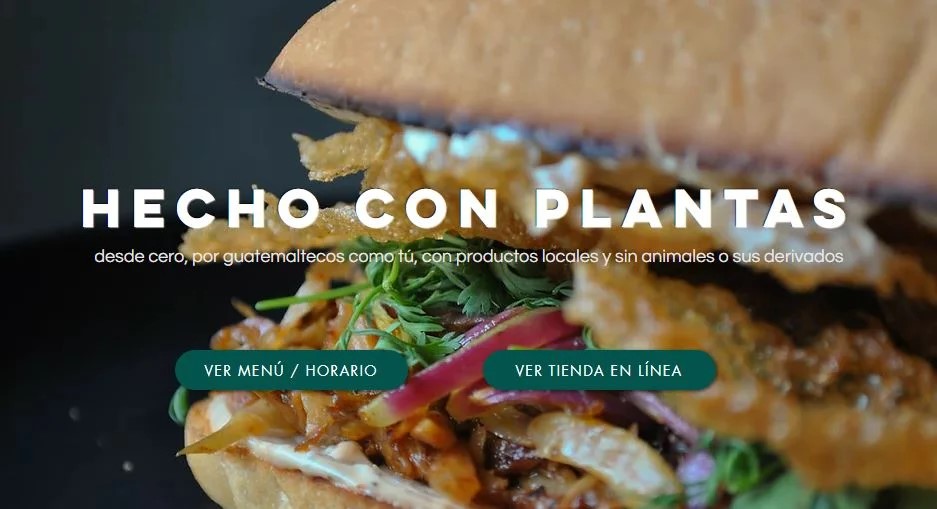 HECHO CON PLANTAS
desde cero, por guatemaltecos como tú, con productos locales y sin animales o sus derivados
VER MENÚ / HORARIO
VER TIENDA EN LÍNEA